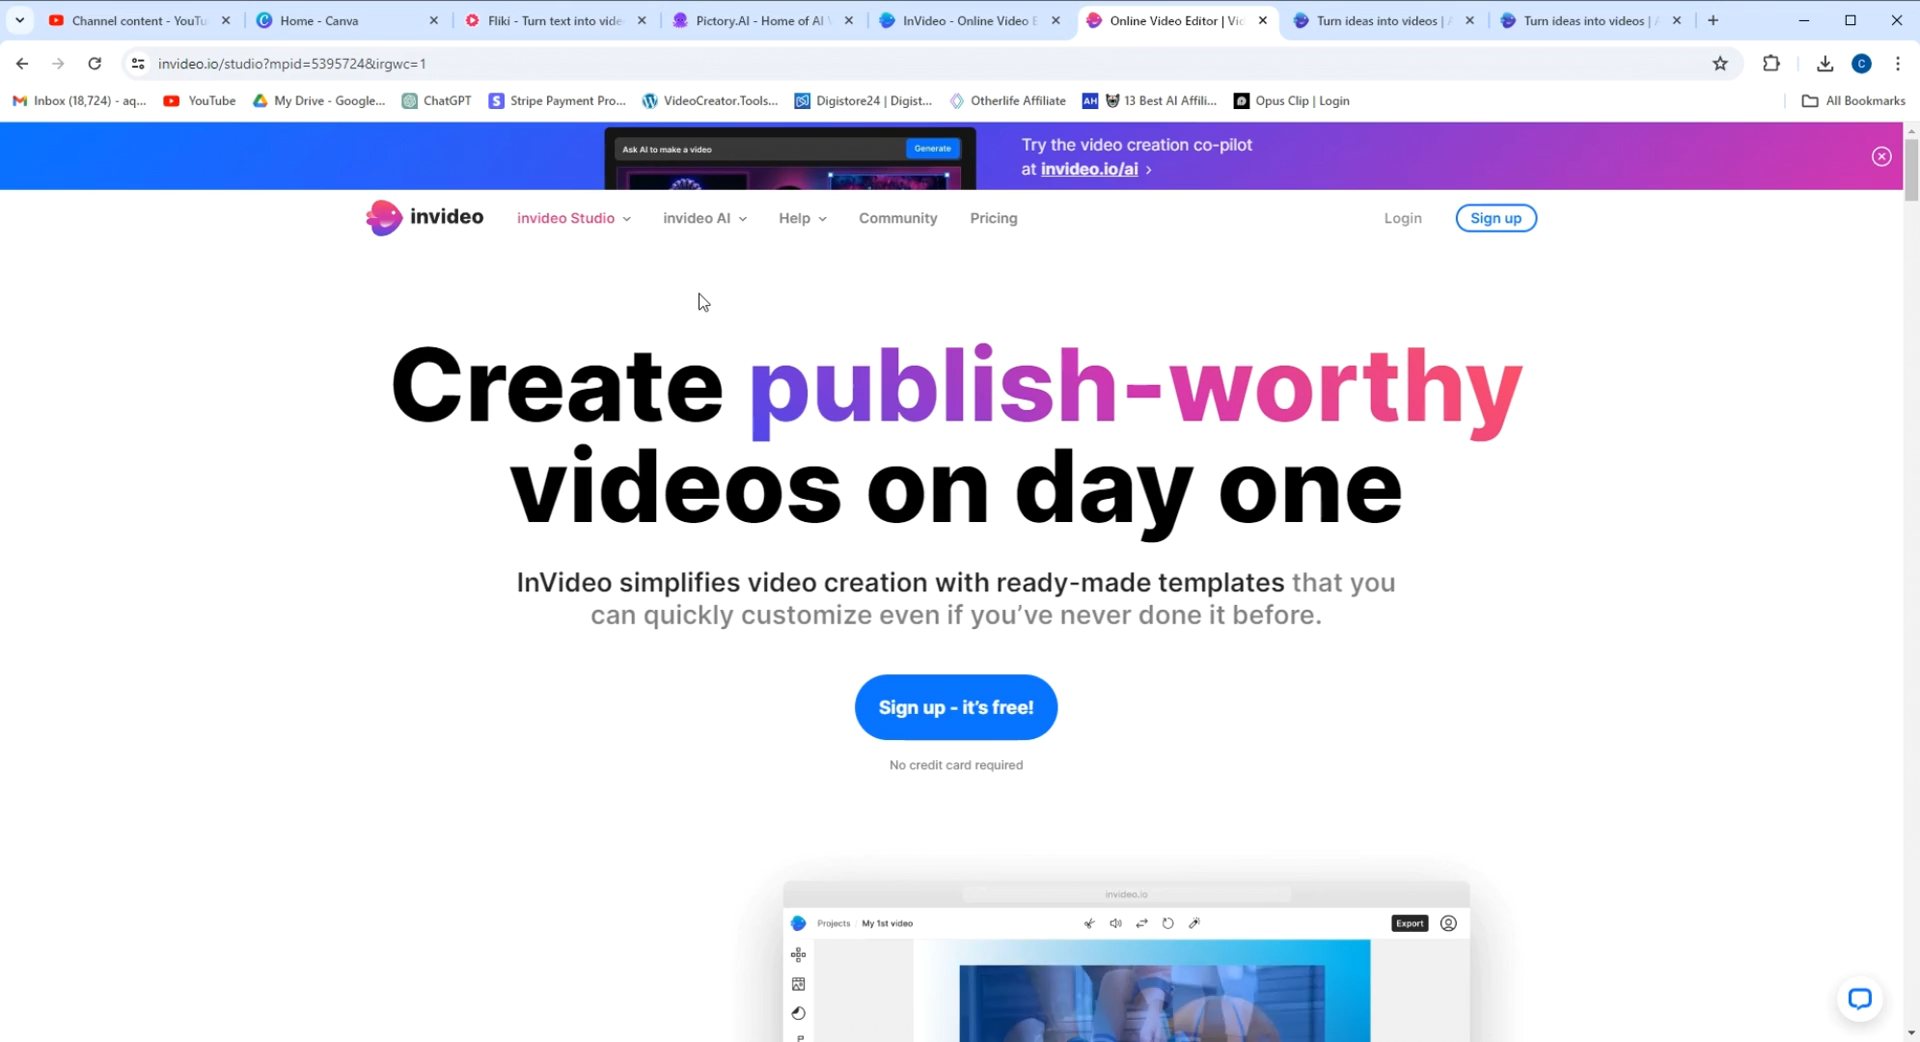 Channel content - YouTu
Home - Canva
Fliki - Turn text into vide
Pictory.AI - Home of AI
InVideo - Online Video E
Online Video Editor | Vi
Turn ideas into videos |
Turn ideas into videos |
invideo.io/studio?mpid=5395724&irgwc=1
Inbox (18,724) - aq...
YouTube
My Drive - Google...
ChatGPT
S Stripe Payment Pro...
VideoCreator.Tools...
Digistore24 | Digist...
Otherlife Affiliate
AH 13 Best AI Affili...
Opus Clip | Login
All Bookmarks
C
Ask AI to make a video
Generate
Try the video creation co-pilot
at invideo.io/ai >
invideo
invideo Studio
invideo AI
Help
Community
Pricing
Login
Sign up
Create publish-worthy
videos on day one
InVideo simplifies video creation with ready-made templates that you
can quickly customize even if you've never done it before.
Sign up - it's free!
No credit card required
invideo.io
Projects / My 1st video
Export